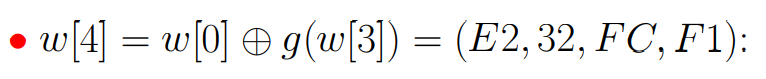 • w[4] = w[0] ⊕ g(w[3]) = (E2, 32, FC, F1):